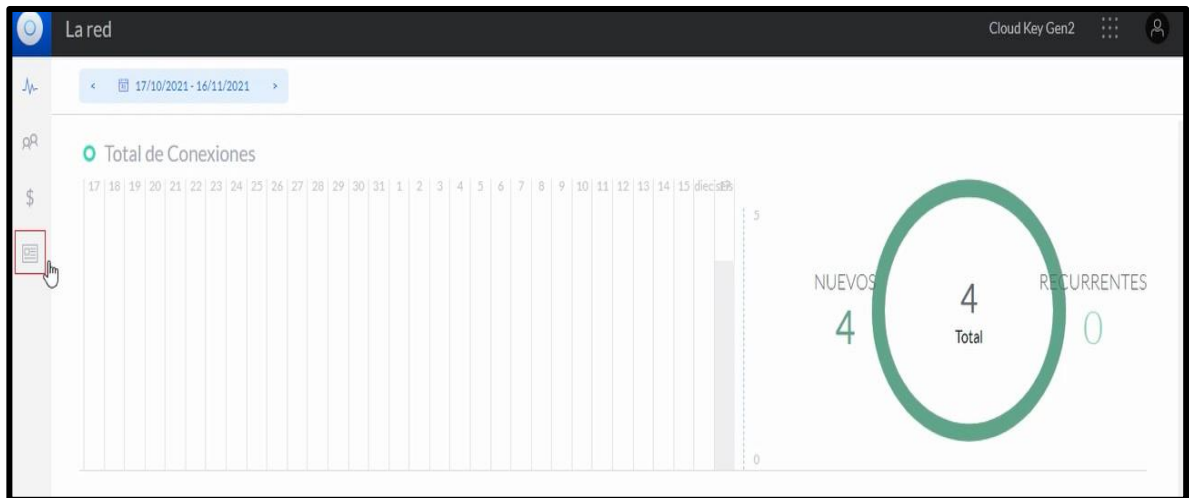 La red
Cloud Key Gen2
17/10/2021 - 16/11/2021
Total de Conexiones
17 18 19 20 21 22 23 24 25 26 27 28 29 30 31 1 2 3 4 5 6 7 8 9 10 11 12 13 14 15
5
NUEVOS
4
4
Total
RECURRENTES
0
0
$